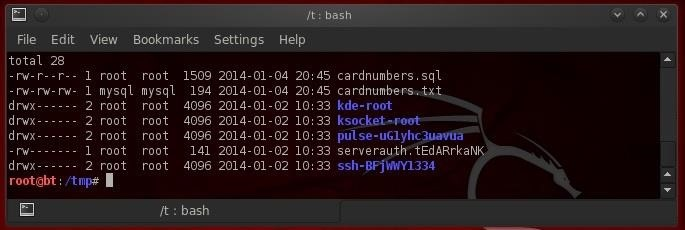 /t : bash
File Edit View Bookmarks Settings Help
total 28
-rw-r--r-- 1 root root 1509 2014-01-04 20:45 cardnumbers.sql
-rw-rw-rw- 1 mysql mysql 194 2014-01-04 20:45 cardnumbers.txt
drwx------ 2 root root 4096 2014-01-02 10:33 kde-root
drwx------ 2 root root 4096 2014-01-02 10:33 ksocket-root
drwx------ 2 root root 4096 2014-01-02 10:33 pulse-uG1yhc3uavua
-rw------- 1 root root 141 2014-01-02 10:33 serverauth.tEdARrkaNK
drwx------ 2 root root 4096 2014-01-02 10:33 ssh-BFjWWY1334
root@bt:/tmp#
/t : bash